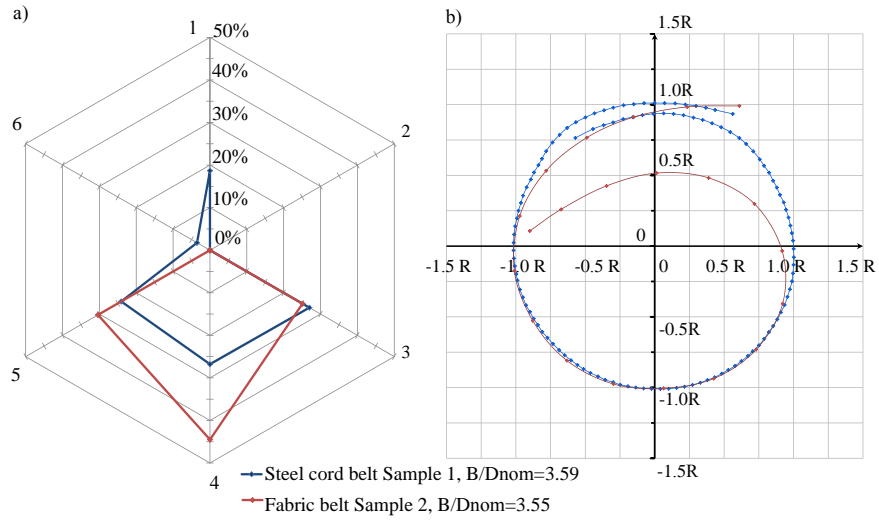 a)
1
50%
40%
30%
20%
10%
0%
2
3
4
5
6
b)
1.5R
1.0R
0.5R
0
-1.5 R
-1.0R
-0.5 R
0
0.5 R
1.0R
1.5 R
-0.5R
-1.0R
-1.5R
Steel cord belt Sample 1, B/Dnom=3.59
Fabric belt Sample 2, B/Dnom=3.55